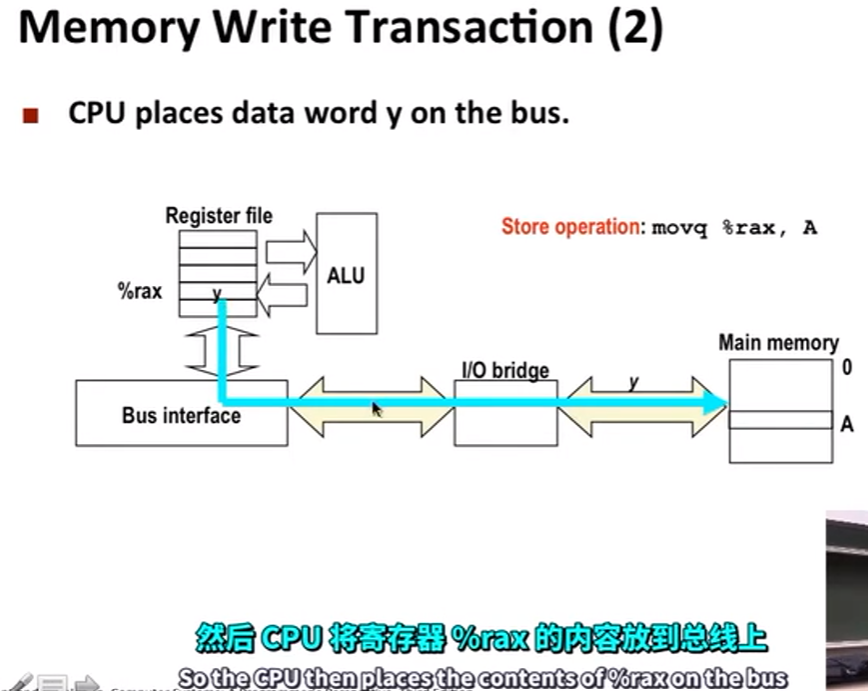 Memory Write Transaction (2)
CPU places data word y on the bus.
Register file
Store operation: movq %rax, A
ALU
%rax
y
Main memory
0
I/O bridge
y
Bus interface
A
然后 CPU 将寄存器 %rax 的内容放到总线上
So the CPU then places the contents of %rax on the bus